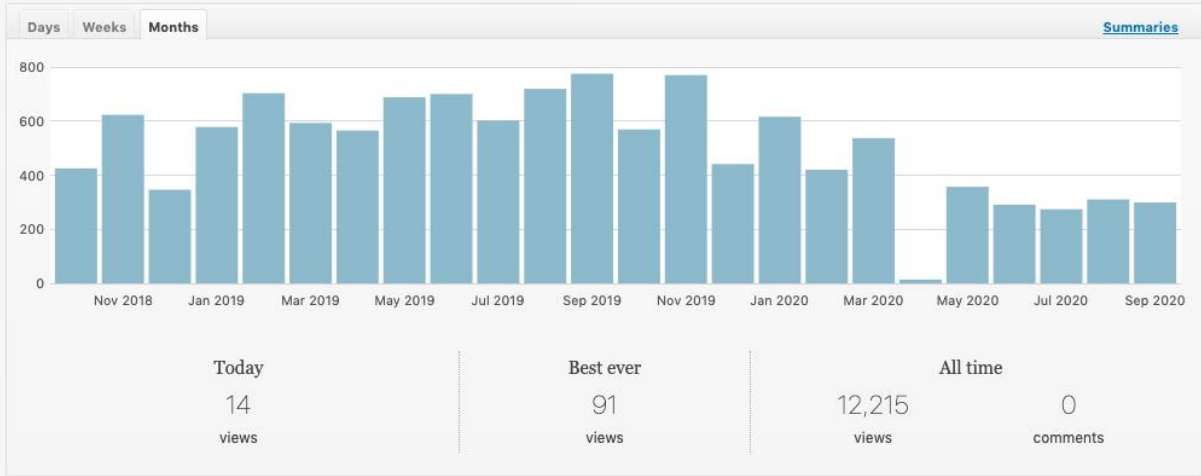 Days Weeks Months Summaries
800
600
400
200
0
Nov 2018 Jan 2019 Mar 2019 May 2019 Jul 2019 Sep 2019 Nov 2019 Jan 2020 Mar 2020 May 2020 Jul 2020 Sep 2020
Today Best ever All time
14 91 12,215 0
views views views comments